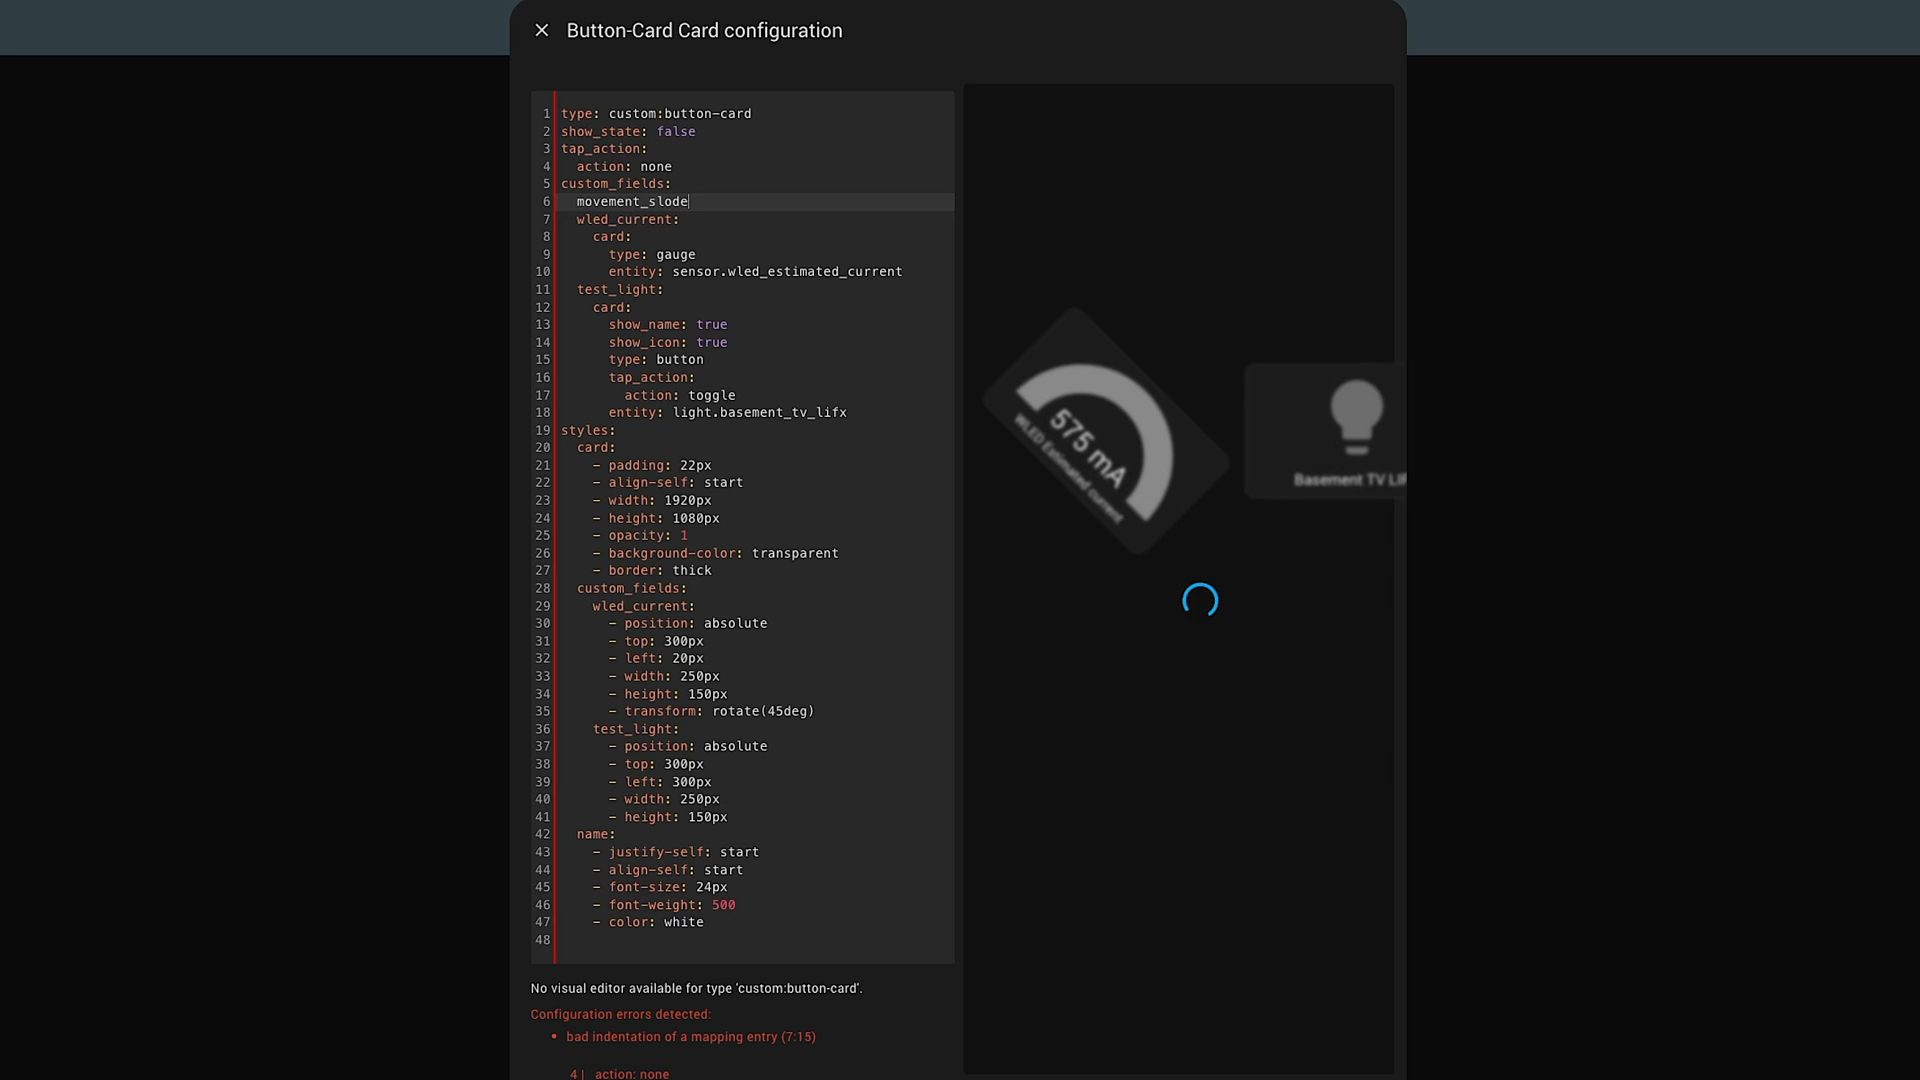 Button-Card Card configuration
1 type: custom:button-card
2 show_state: false
3 tap_action:
4 action: none
5 custom_fields:
6 movement_slode
7 wled_current:
8 card:
9 type: gauge
10 entity: sensor.wled_estimated_current
11 test_light:
12 card:
13 show_name: true
14 show_icon: true
15 type: button
16 tap_action:
17 action: toggle
18 entity: light.basement_tv_lifx
19 styles:
20 card:
21 - padding: 22px
22 - align-self: start
23 - width: 1920px
24 - height: 1080px
25 - opacity: 1
26 - background-color: transparent
27 - border: thick
28 custom_fields:
29 wled_current:
30 - position: absolute
31 - top: 300px
32 - left: 20px
33 - width: 250px
34 - height: 150px
35 - transform: rotate(45deg)
36 test_light:
37 - position: absolute
38 - top: 300px
39 - left: 300px
40 - width: 250px
41 - height: 150px
42 name:
43 - justify-self: start
44 - align-self: start
45 - font-size: 24px
46 - font-weight: 500
47 - color: white
48
No visual editor available for type 'custom:button-card'.
Configuration errors detected:
• bad indentation of a mapping entry (7:15)
4 | action: none
575 mA
WLED Estimated current
Basement TV LIF